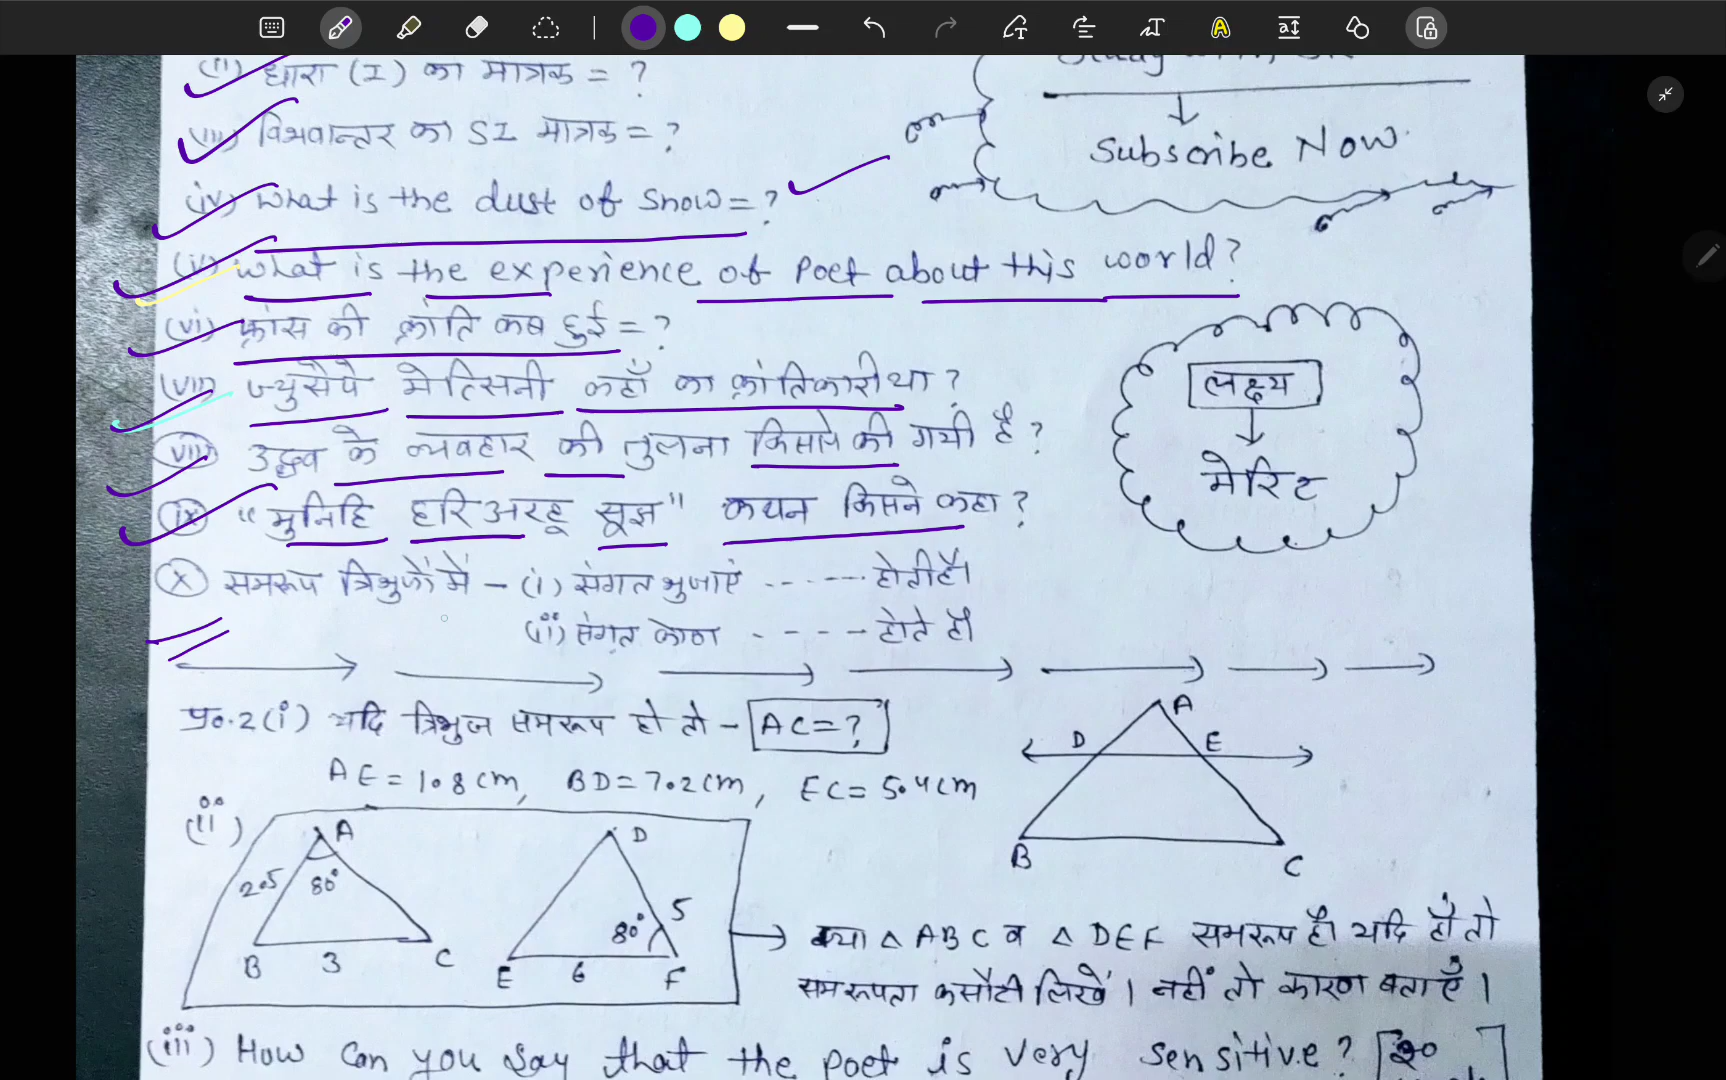 (ii) धारा (I) का मात्रक = ?
Subscribe Now
(iii) विभवान्तर का SI मात्रक = ?
(iv) What is the dust of Snow = ?
(v) What is the experience of Poet about this world?
(vi) फ्रांस की क्रांति कब हुई = ?
(vii) ज्युसेपे मेत्सिनी कहाँ का क्रांतिकारी था ?
लक्ष्य
(viii) उद्धव के व्यवहार की तुलना किससे की गयी है ?
मेरिट
(ix) "मुनिहि हरिअरइ सूझ" कथन किसने कहा ?
(x) समरूप त्रिभुजों में - (i) संगत भुजाएं ------- होती हैं।
(ii) संगत कोण ----- होते हैं
प्र०.2 (i) यदि त्रिभुज समरूप हो तो - AC = ?
A
D E
AE = 1.8 cm, BD = 7.2 cm, EC = 5.4 cm
B C
(ii)
A D
2.5 80° 80° 5
B 3 C E 6 F
क्या △ ABC व △ DEF समरूप हैं। यदि हाँ तो
समरूपता कसौटी लिखें। नहीं तो कारण बताएँ।
(iii) How can you say that the poet is very sensitive?